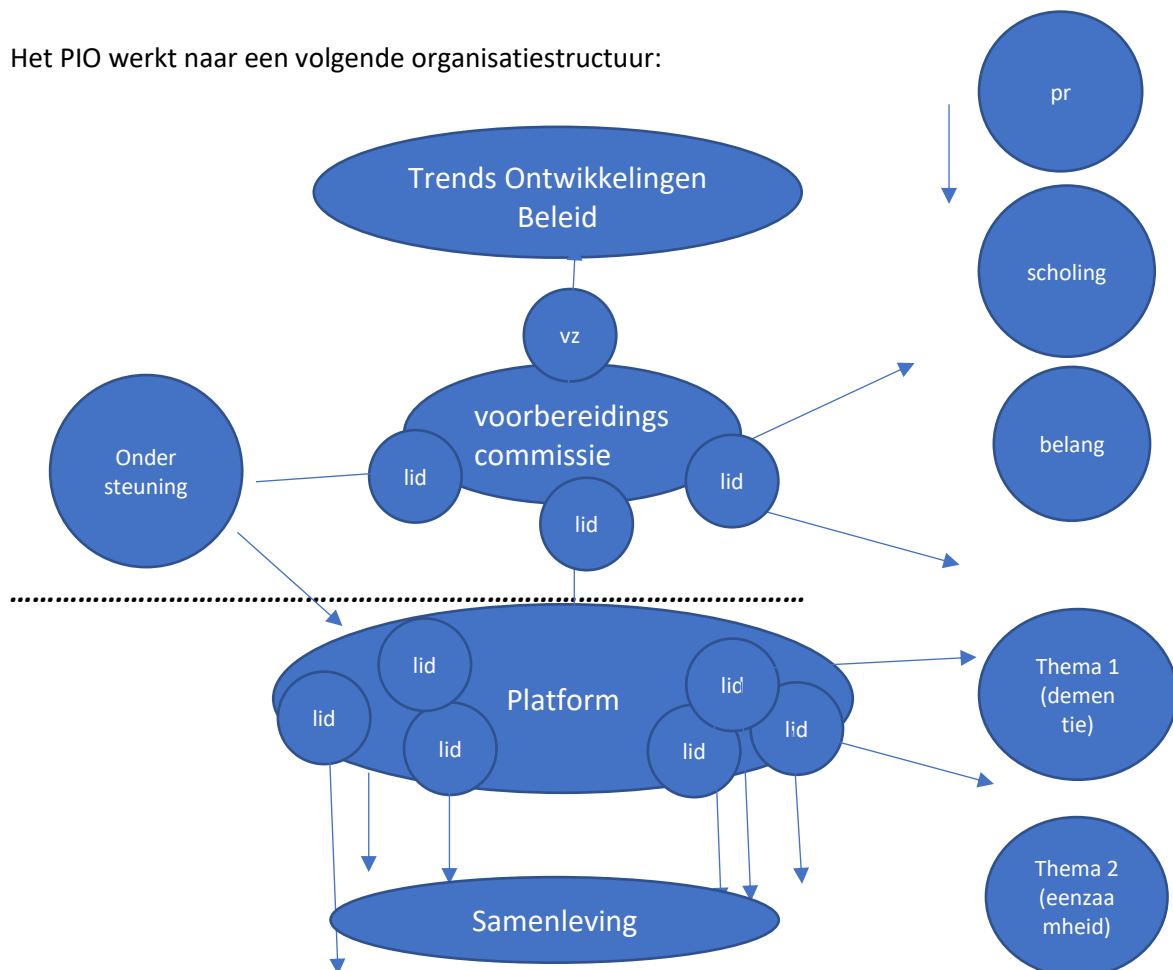 Het PIO werkt naar een volgende organisatiestructuur:
pr
Trends Ontwikkelingen
Beleid
scholing
vz
voorbereidings
commissie
belang
Onder
steuning
lid
lid
lid
……………………………………………………………………………………………
lid
lid
lid
Platform
lid
lid
lid
Thema 1
(demen
tie)
Thema 2
(eenzaa
mheid)
Samenleving